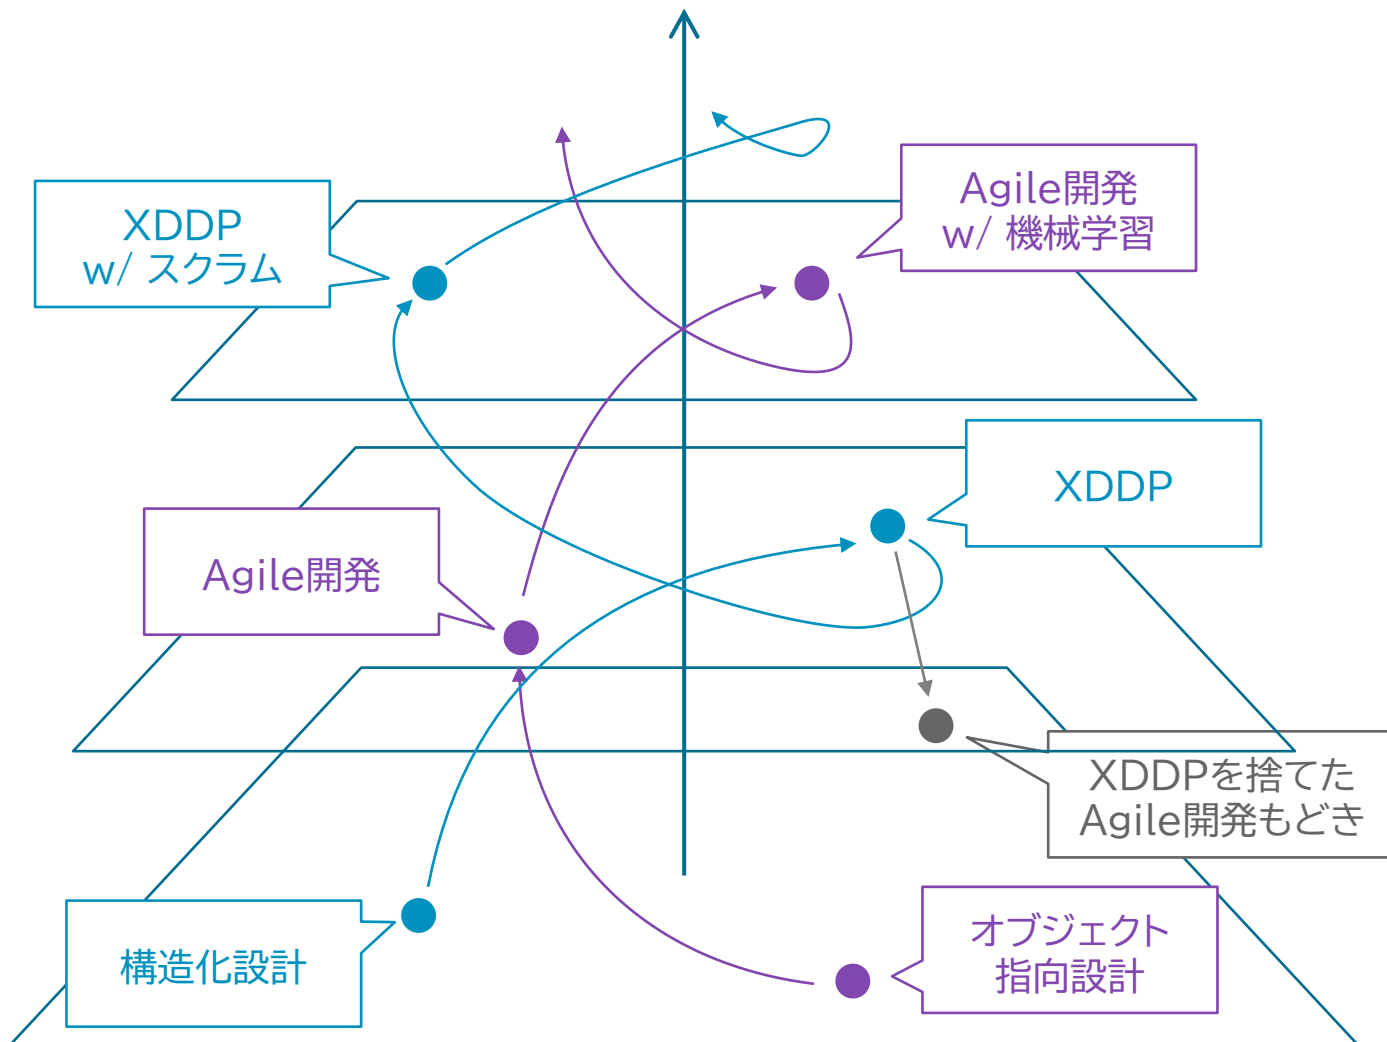 XDDP
w/ スクラム
Agile開発
w/ 機械学習
XDDP
Agile開発
XDDPを捨てた
Agile開発もどき
構造化設計
オブジェクト
指向設計